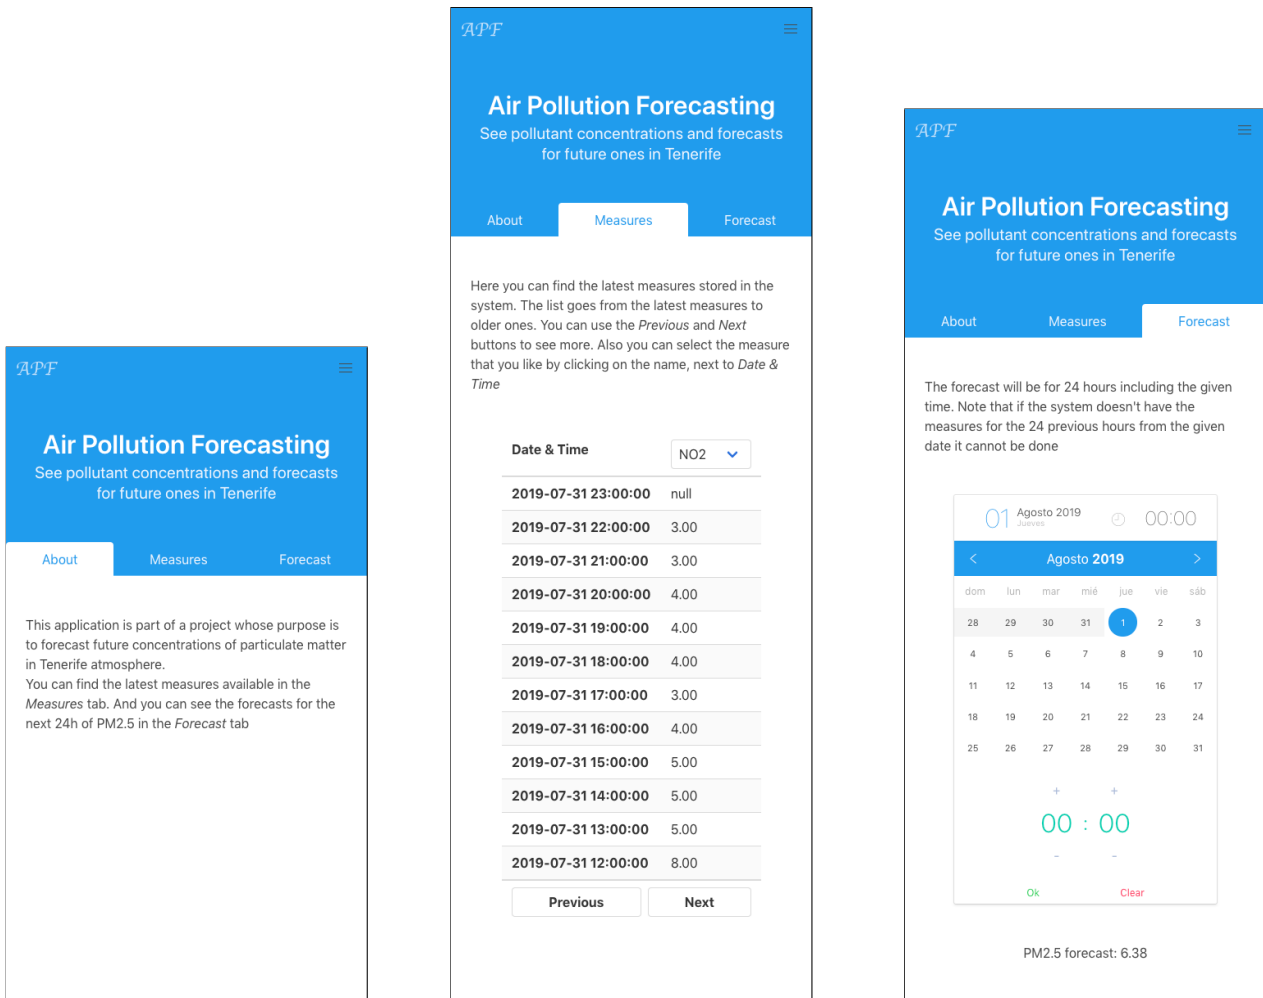 APF
Air Pollution Forecasting
See pollutant concentrations and forecasts
for future ones in Tenerife
About Measures Forecast
This application is part of a project whose purpose is
to forecast future concentrations of particulate matter
in Tenerife atmosphere.
You can find the latest measures available in the
Measures tab. And you can see the forecasts for the
next 24h of PM2.5 in the Forecast tab
APF
Air Pollution Forecasting
See pollutant concentrations and forecasts
for future ones in Tenerife
About Measures Forecast
Here you can find the latest measures stored in the
system. The list goes from the latest measures to
older ones. You can use the Previous and Next
buttons to see more. Also you can select the measure
that you like by clicking on the name, next to Date &
Time
Date & Time NO2
2019-07-31 23:00:00 null
2019-07-31 22:00:00 3.00
2019-07-31 21:00:00 3.00
2019-07-31 20:00:00 4.00
2019-07-31 19:00:00 4.00
2019-07-31 18:00:00 4.00
2019-07-31 17:00:00 3.00
2019-07-31 16:00:00 4.00
2019-07-31 15:00:00 5.00
2019-07-31 14:00:00 5.00
2019-07-31 13:00:00 5.00
2019-07-31 12:00:00 8.00
Previous Next
APF
Air Pollution Forecasting
See pollutant concentrations and forecasts
for future ones in Tenerife
About Measures Forecast
The forecast will be for 24 hours including the given
time. Note that if the system doesn't have the
measures for the 24 previous hours from the given
date it cannot be done
01 Agosto 2019 00:00
Jueves
< Agosto 2019 >
dom lun mar mié jue vie sáb
28 29 30 31 1 2 3
4 5 6 7 8 9 10
11 12 13 14 15 16 17
18 19 20 21 22 23 24
25 26 27 28 29 30 31
+ +
00 : 00
- -
Ok Clear
PM2.5 forecast: 6.38